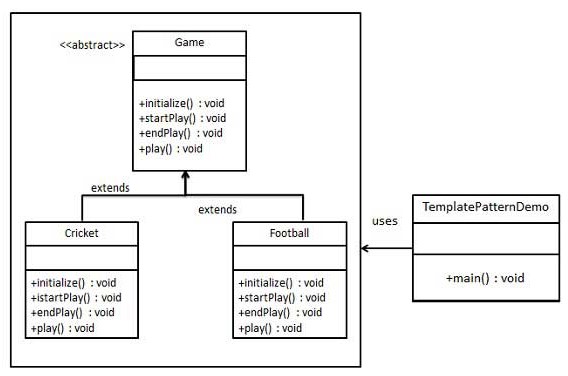 <<abstract>>
Game
+initialize() : void
+startPlay() : void
+endPlay() : void
+play() : void
extends
extends
Cricket
+initialize() : void
+istartPlay() : void
+endPlay() : void
+play() : void
Football
+initialize() : void
+startPlay() : void
+endPlay() : void
+play() : void
uses
TemplatePatternDemo
+main() : void